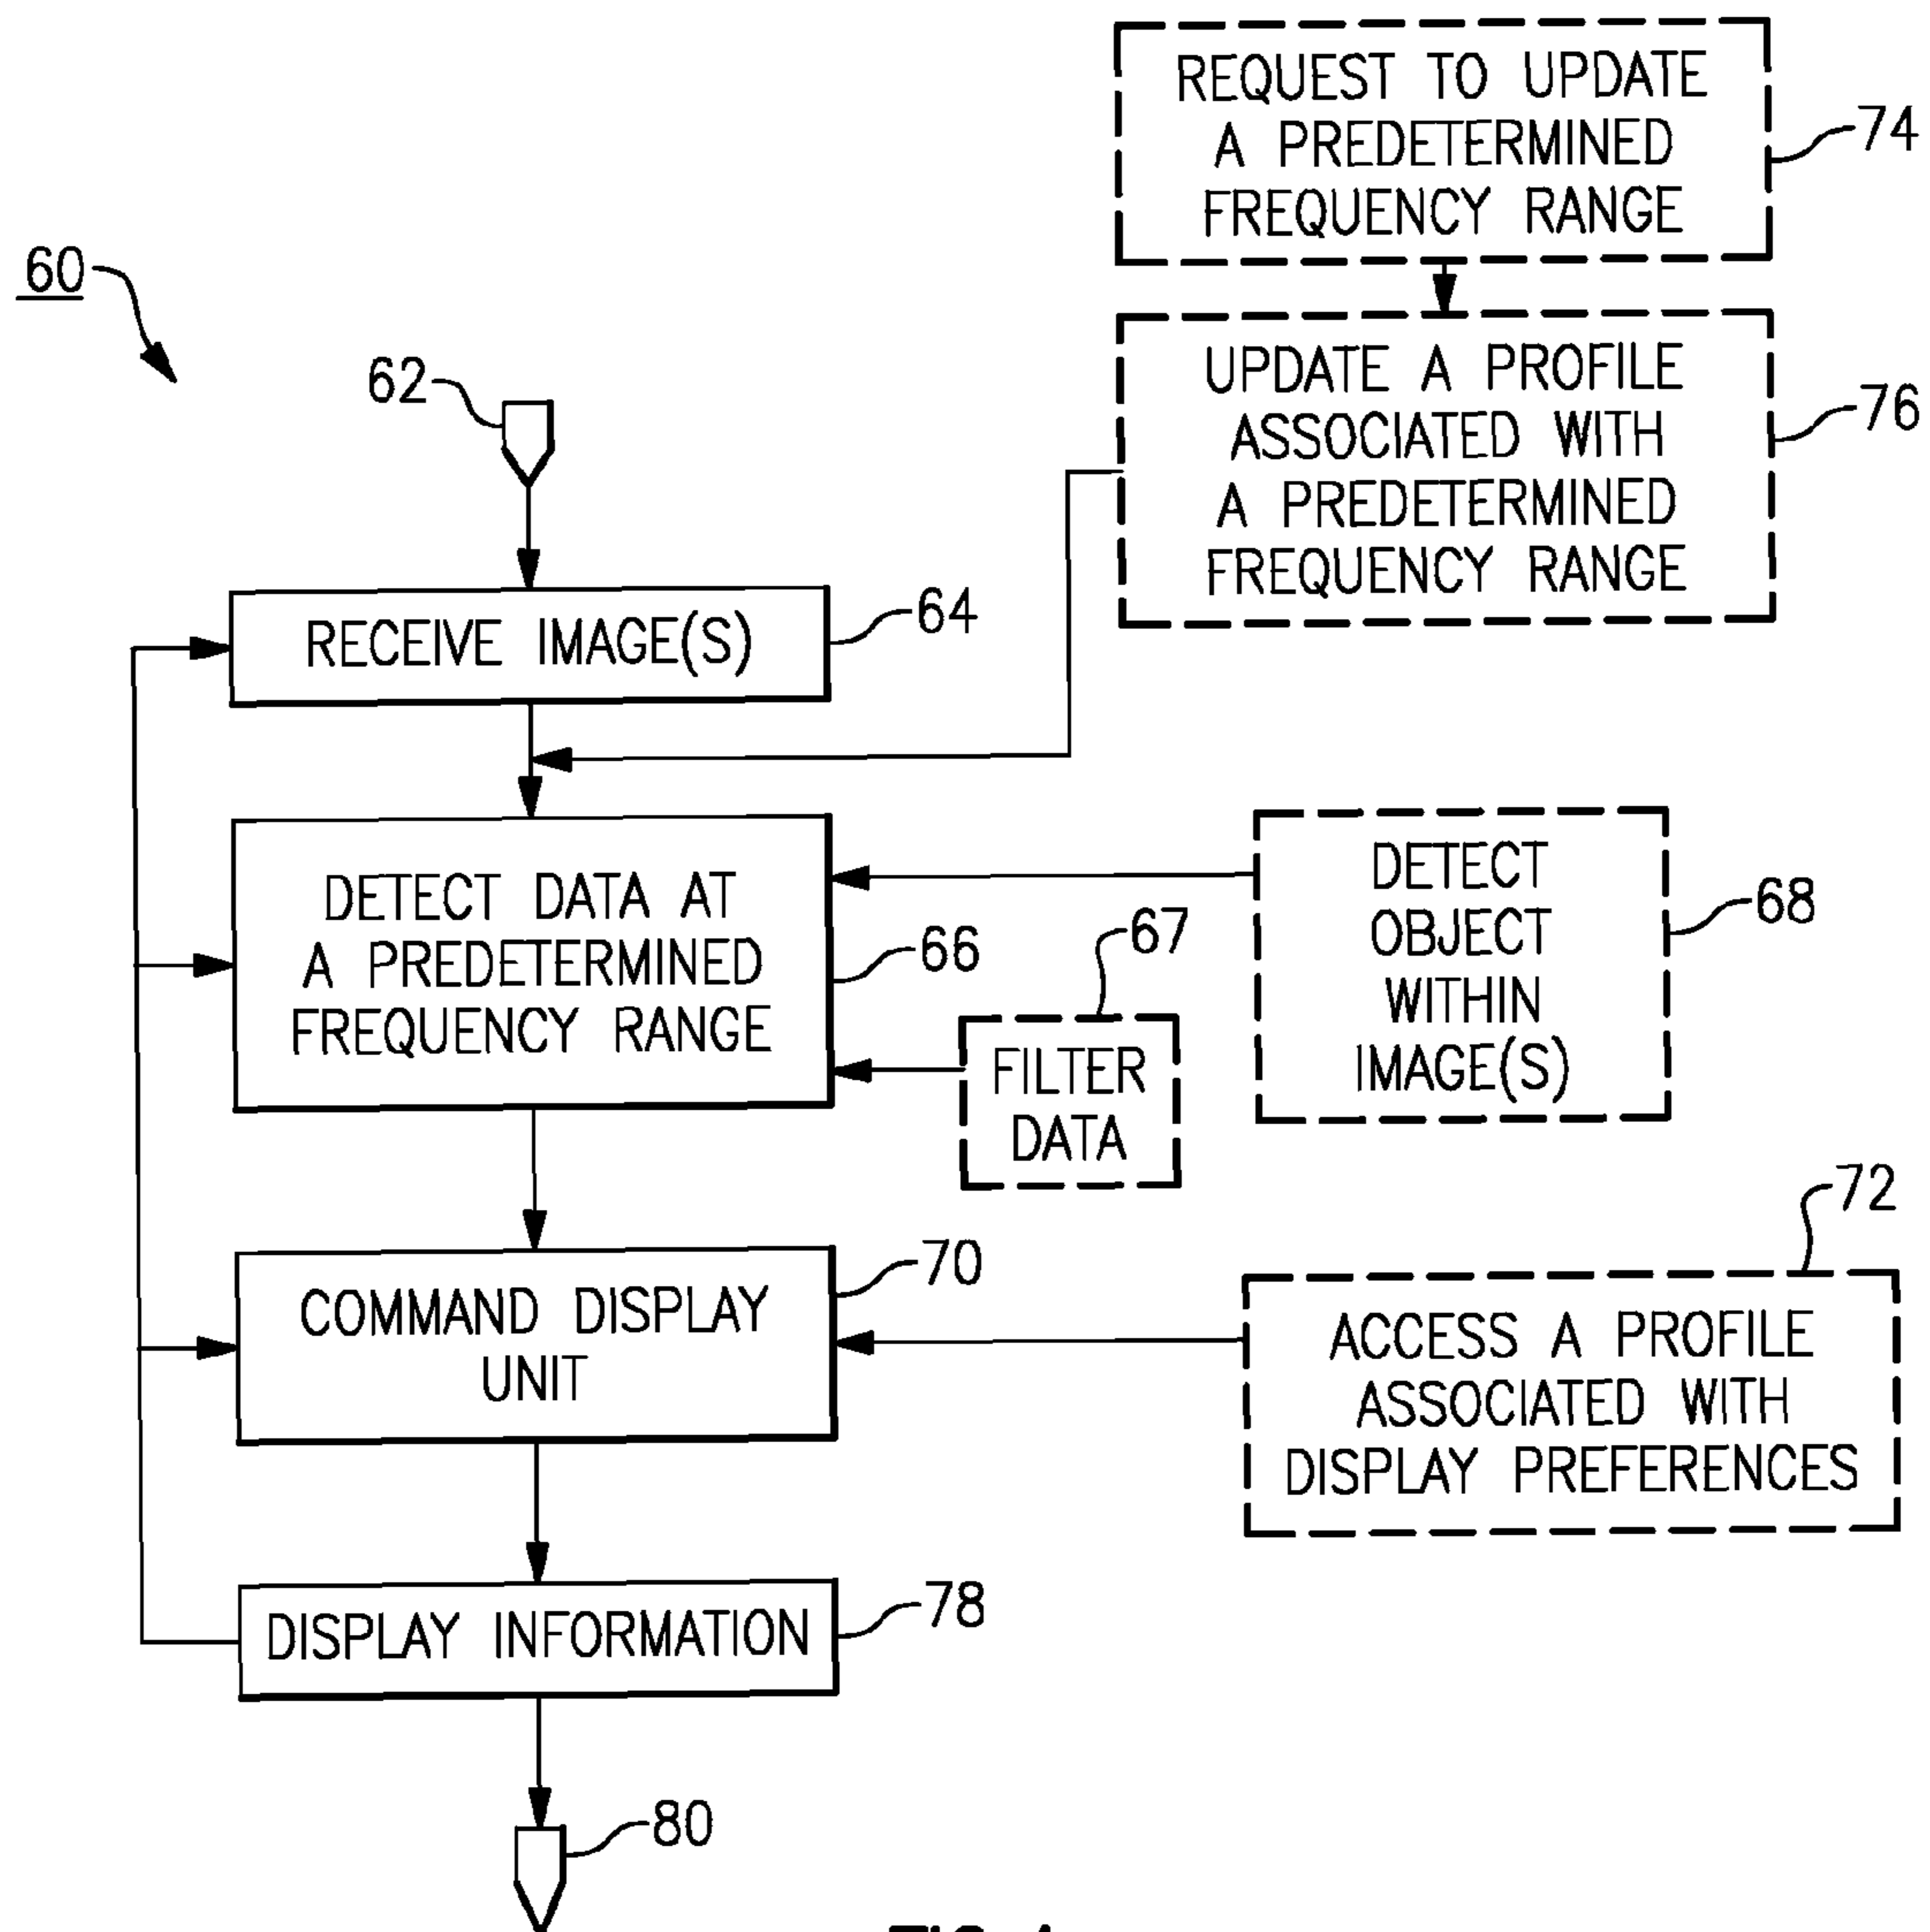 REQUEST TO UPDATE
A PREDETERMINED
FREQUENCY RANGE
74
60
UPDATE A PROFILE
ASSOCIATED WITH
A PREDETERMINED
FREQUENCY RANGE
76
62
RECEIVE IMAGE(S)
64
DETECT DATA AT
A PREDETERMINED
FREQUENCY RANGE
66
67
FILTER
DATA
DETECT
OBJECT
WITHIN
IMAGE(S)
68
COMMAND DISPLAY
UNIT
70
72
ACCESS A PROFILE
ASSOCIATED WITH
DISPLAY PREFERENCES
DISPLAY INFORMATION
78
80